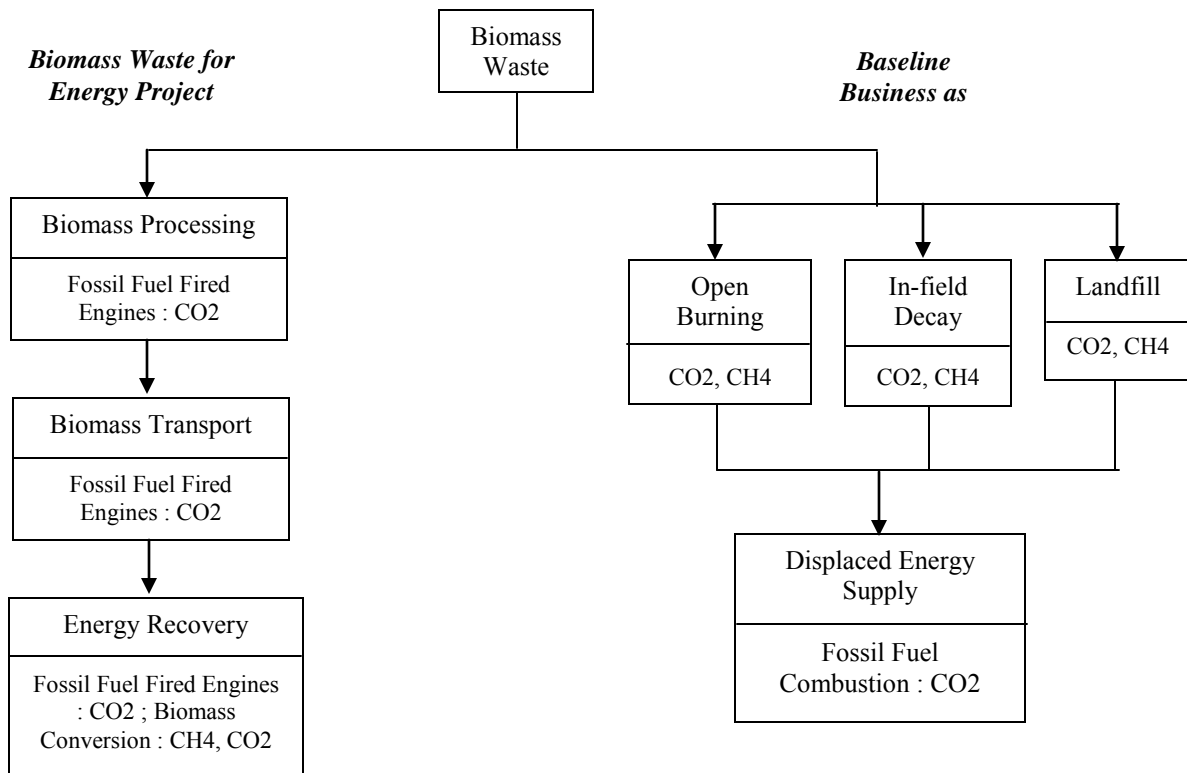 Biomass
Waste
Biomass Waste for
Energy Project
Baseline
Business as
Biomass Processing
Fossil Fuel Fired
Engines : CO2
Biomass Transport
Fossil Fuel Fired
Engines : CO2
Energy Recovery
Fossil Fuel Fired Engines
: CO2 ; Biomass
Conversion : CH4, CO2
Open
Burning
CO2, CH4
In-field
Decay
CO2, CH4
Landfill
CO2, CH4
Displaced Energy
Supply
Fossil Fuel
Combustion : CO2